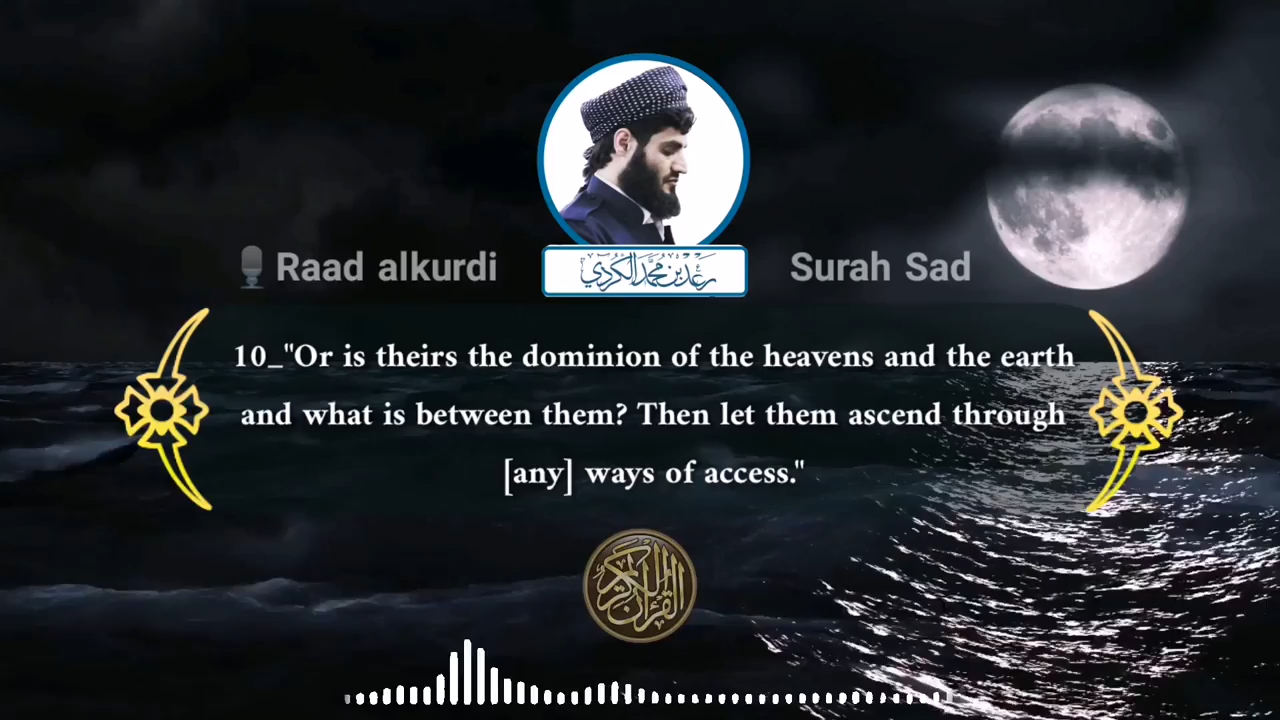 Raad alkurdi
رعد بن محمد الكردي
Surah Sad
10_"Or is theirs the dominion of the heavens and the earth
and what is between them? Then let them ascend through
[any] ways of access."
القرآن الكريم